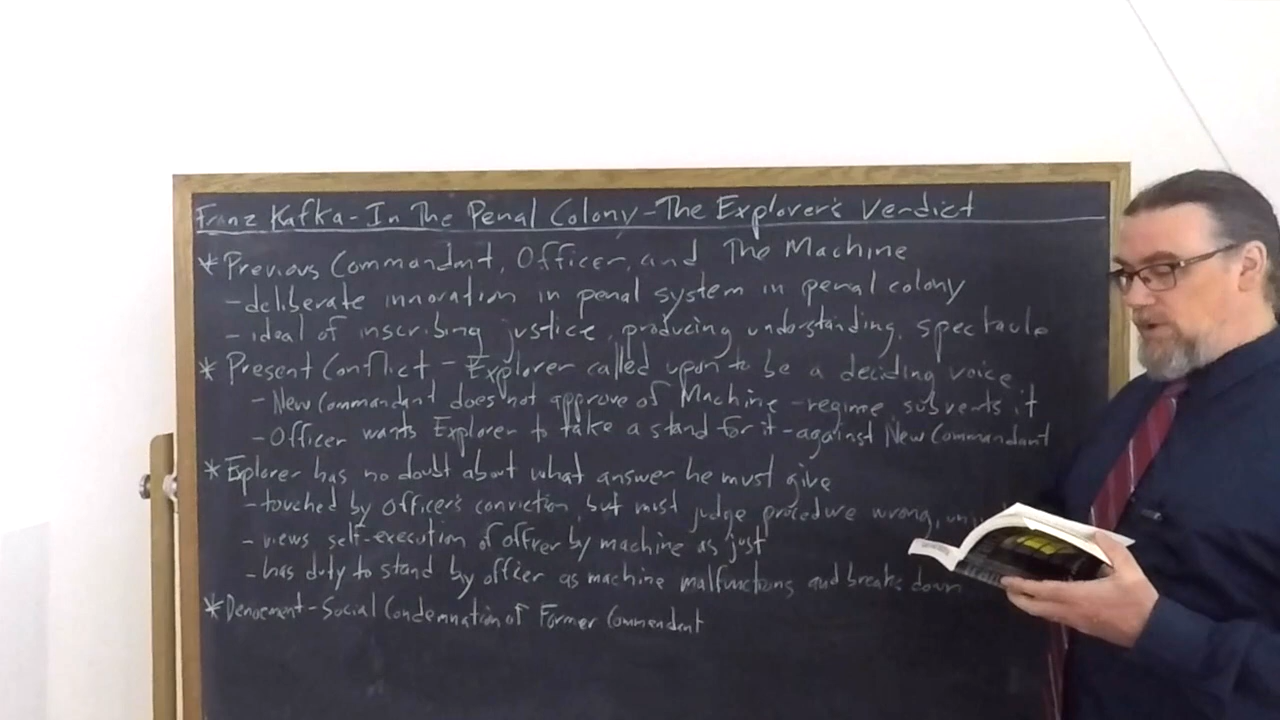 Franz Kafka - In The Penal Colony - The Explorer's Verdict
* Previous Commandant, Officer, and The Machine
- deliberate innovation in penal system in penal colony
- ideal of inscribing justice, producing understanding, spectacle
* Present Conflict - Explorer called upon to be a deciding voice
- New Commandant does not approve of Machine - regime, subverts it
- Officer wants Explorer to take a stand for it - against New Commandant
* Explorer has no doubt about what answer he must give
- touched by Officer's conviction, but must judge procedure wrong,
- views self-execution of officer by machine as just
- has duty to stand by officer as machine malfunctions and breaks down
* Denoement - Social Condemnation of Former Commendant